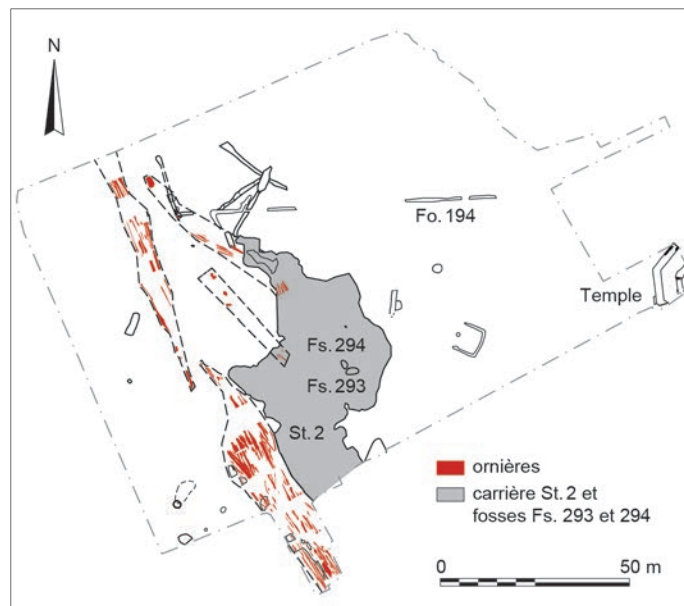 N
Fo. 194
Temple
Fs. 294
Fs. 293
St. 2
ornières
carrière St. 2 et
fosses Fs. 293 et 294
0 50 m